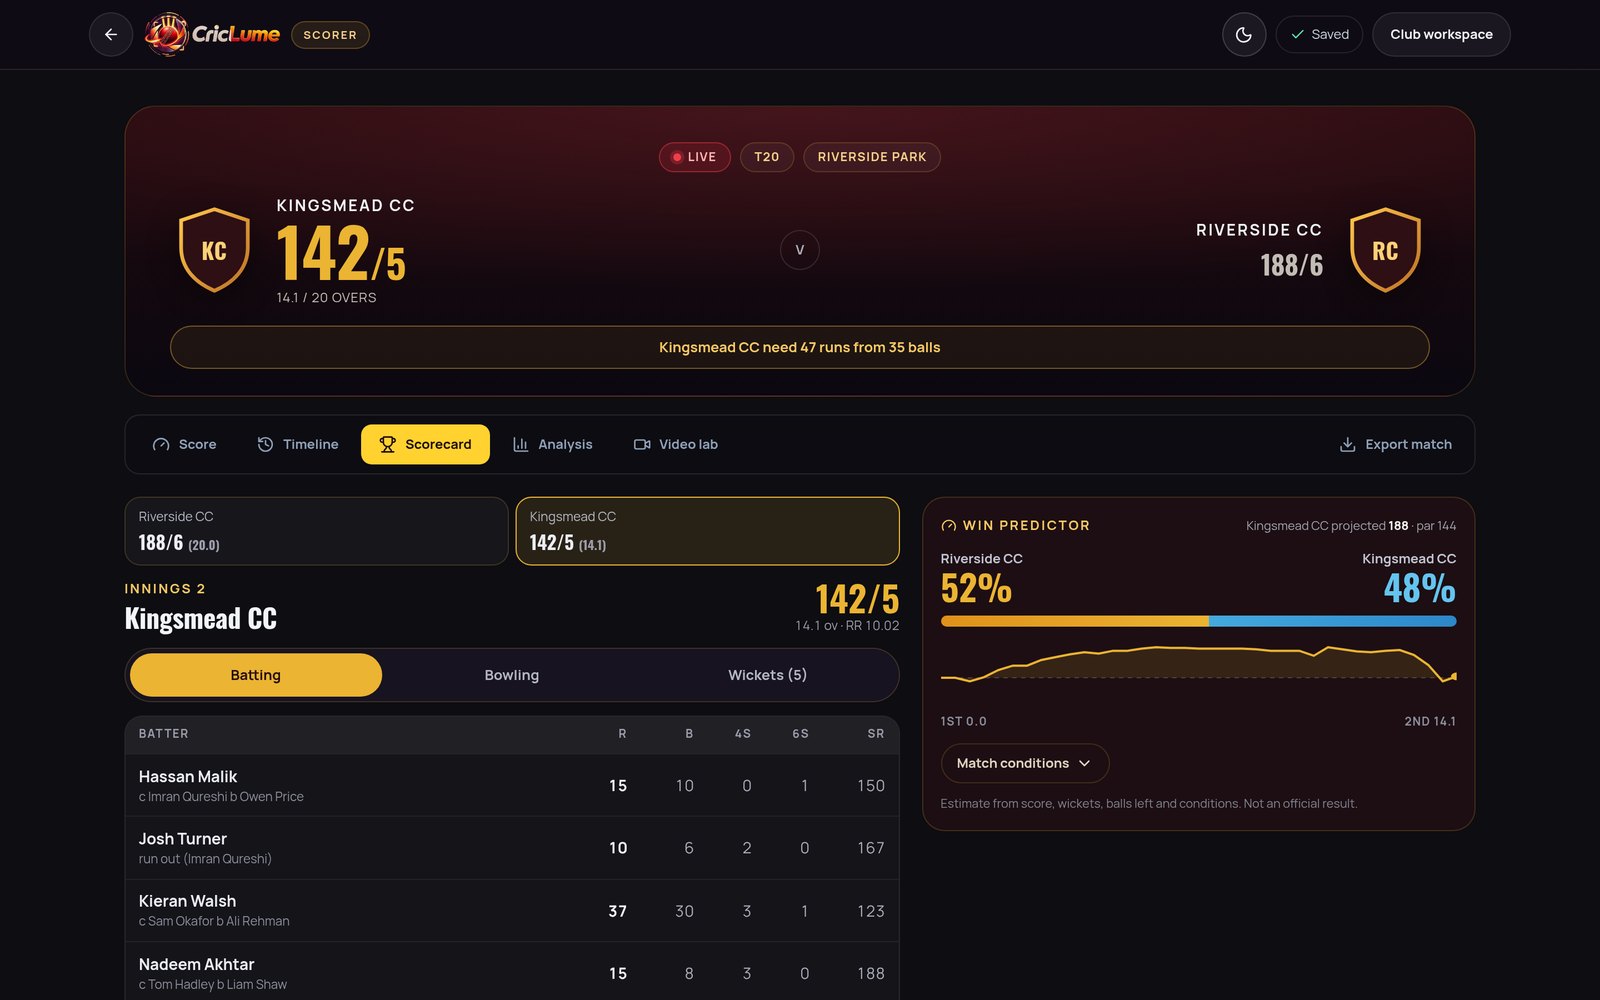 CricLume
SCORER
Saved
Club workspace
LIVE
T20
RIVERSIDE PARK
KC
KINGSMEAD CC
142/5
14.1 / 20 OVERS
V
RIVERSIDE CC
188/6
RC
Kingsmead CC need 47 runs from 35 balls
Score
Timeline
Scorecard
Analysis
Video lab
Export match
Riverside CC
188/6 (20.0)
Kingsmead CC
142/5 (14.1)
INNINGS 2
Kingsmead CC
142/5
14.1 ov · RR 10.02
Batting
Bowling
Wickets (5)
BATTER R B 4S 6S SR
Hassan Malik 15 10 0 1 150
c Imran Qureshi b Owen Price
Josh Turner 10 6 2 0 167
run out (Imran Qureshi)
Kieran Walsh 37 30 3 1 123
c Sam Okafor b Ali Rehman
Nadeem Akhtar 15 8 3 0 188
c Tom Hadley b Liam Shaw
WIN PREDICTOR
Kingsmead CC projected 188 · par 144
Riverside CC
52%
Kingsmead CC
48%
1ST 0.0
2ND 14.1
Match conditions
Estimate from score, wickets, balls left and conditions. Not an official result.